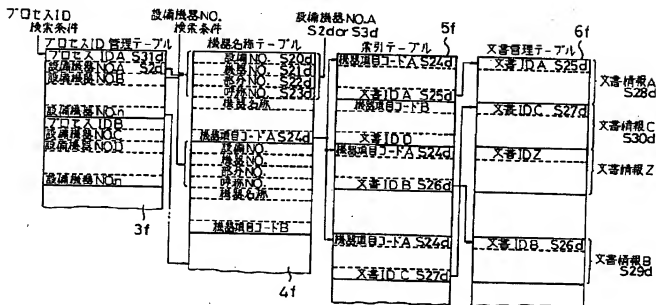 プロセスID
検索条件
設備機器NO.
検索条件
設備機器NO.A
S2d or S3d
5f
6f
プロセスID 管理テーブル
プロセスIDA S31d
設備機器NO.A S2d
設備機器NO.B
設備機器NO.n
プロセスIDB
設備機器NO.C
設備機器NO.D
設備機器NO.n
3f
機器名称テーブル
設備NO. S20d
機器NO. S21d
呼称NO. S23d
機器名称
機器項目コードA S24d
設備NO.
機器NO.
部外NO.
呼称NO.
機器名称
機器項目コードB
4f
索引テーブル
機器項目コードA S24d
文書IDA S25d
機器項目コードB
文書IDD
機器項目コードA S24d
文書IDB S26d
機器項目コードA S24d
文書IDC S27d
文書管理テーブル
文書IDA S25d
文書IDC S27d
文書IDZ
文書IDB S26d
文書情報A
S28d
文書情報C
S30d
文書情報Z
文書情報B
S29d